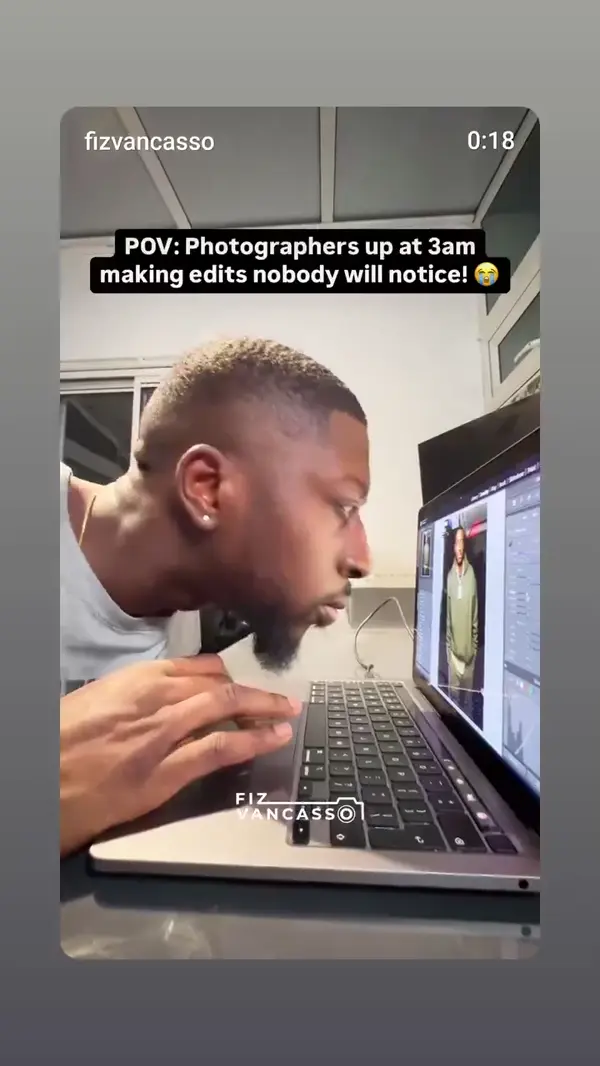 fizvancasso
0:18
POV: Photographers up at 3am
making edits nobody will notice! 😭
FIZ
VANCASSO